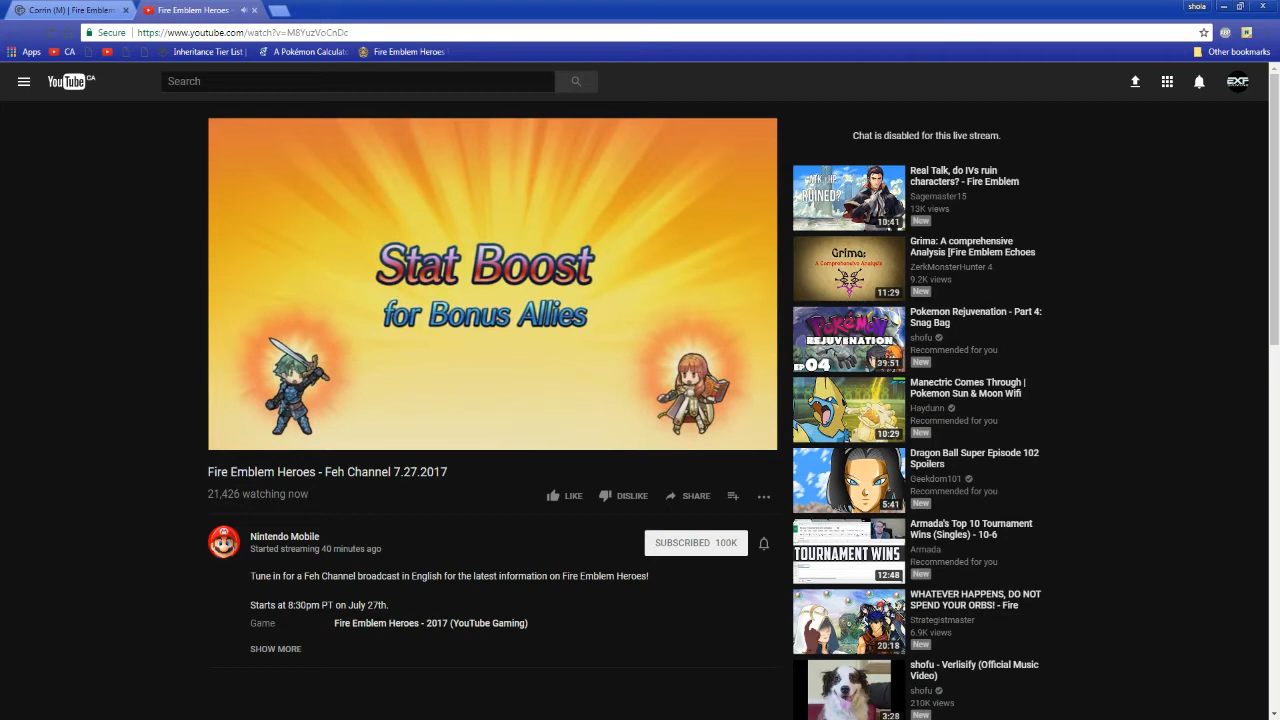 Corrin (M) | Fire Emblem
Fire Emblem Heroes -
shola
Secure
https://www.youtube.com/watch?v=M8YuzVoCnDc
Apps
CA
Inheritance Tier List |
A Pokémon Calculato
Fire Emblem Heroes
Other bookmarks
YouTube CA
Search
EXF
Stat Boost
for Bonus Allies
Fire Emblem Heroes - Feh Channel 7.27.2017
21,426 watching now
LIKE
DISLIKE
SHARE
Nintendo Mobile
Started streaming 40 minutes ago
SUBSCRIBED 100K
Tune in for a Feh Channel broadcast in English for the latest information on Fire Emblem Heroes!
Starts at 8:30pm PT on July 27th.
Game
Fire Emblem Heroes - 2017 (YouTube Gaming)
SHOW MORE
Chat is disabled for this live stream.
ATK+HP
RUINED?
10:41
Real Talk, do IVs ruin
characters? - Fire Emblem
Sagemaster15
13K views
New
Grima:
A Comprehensive Analysis
11:29
Grima: A comprehensive
Analysis [Fire Emblem Echoes
ZerkMonsterHunter 4
9.2K views
New
POKEMON
REJUVENATION
EP 04
39:51
Pokemon Rejuvenation - Part 4:
Snag Bag
shofu
Recommended for you
New
10:29
Manectric Comes Through |
Pokemon Sun & Moon Wifi
Haydunn
Recommended for you
New
5:41
Dragon Ball Super Episode 102
Spoilers
Geekdom101
Recommended for you
New
TOURNAMENT WINS
12:48
Armada's Top 10 Tournament
Wins (Singles) - 10-6
Armada
Recommended for you
New
20:18
WHATEVER HAPPENS, DO NOT
SPEND YOUR ORBS! - Fire
Strategistmaster
6.9K views
New
3:28
shofu - Verlisify (Official Music
Video)
shofu
210K views
New